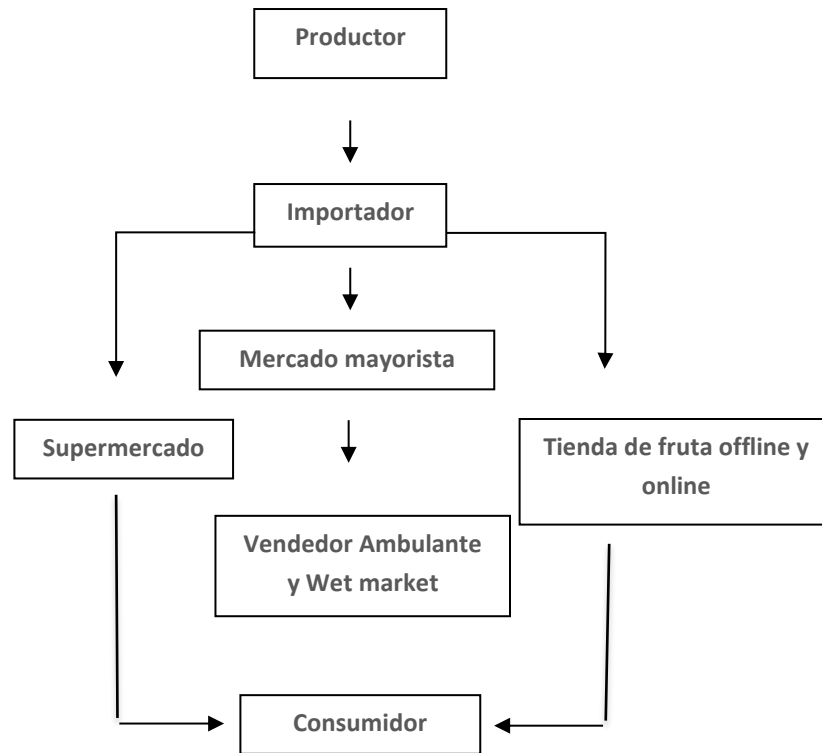 Productor
Importador
Mercado mayorista
Supermercado
Tienda de fruta offline y
online
Vendedor Ambulante
y Wet market
Consumidor